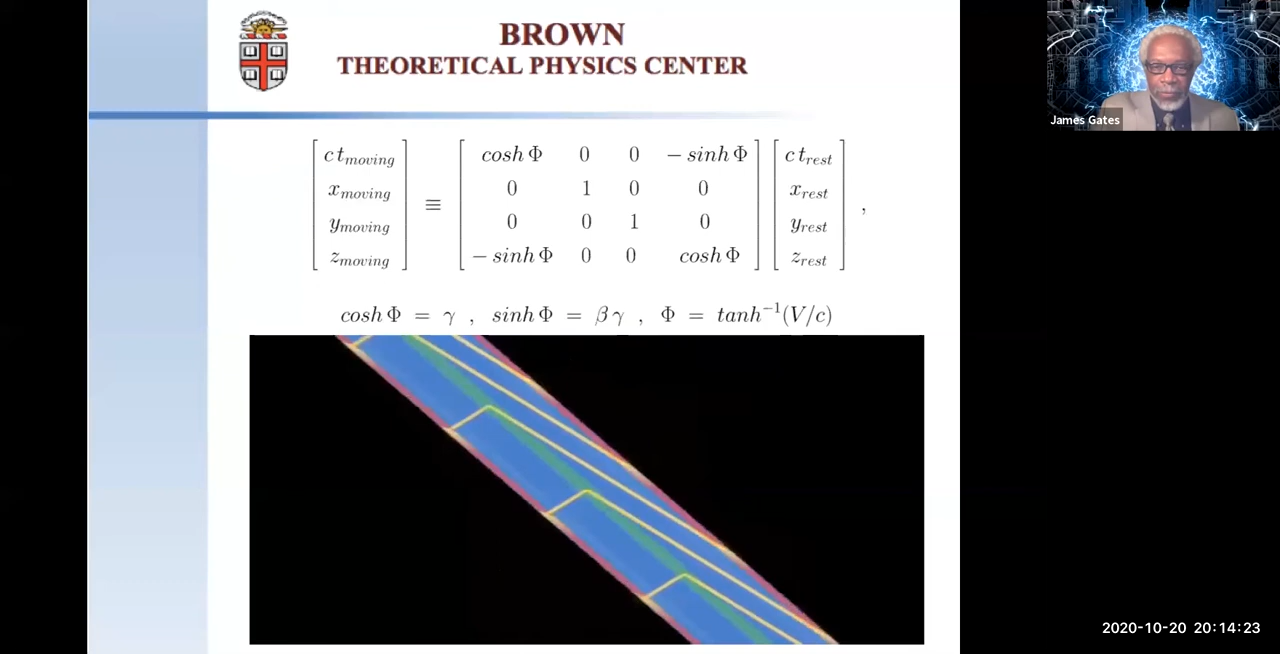 BROWN
THEORETICAL PHYSICS CENTER
James Gates
[ c t_moving ; x_moving ; y_moving ; z_moving ] ≡ [ cosh Φ 0 0 − sinh Φ ; 0 1 0 0 ; 0 0 1 0 ; − sinh Φ 0 0 cosh Φ ] [ c t_rest ; x_rest ; y_rest ; z_rest ] ,
cosh Φ = γ , sinh Φ = β γ , Φ = tanh⁻¹(V/c)
2020-10-20 20:14:23